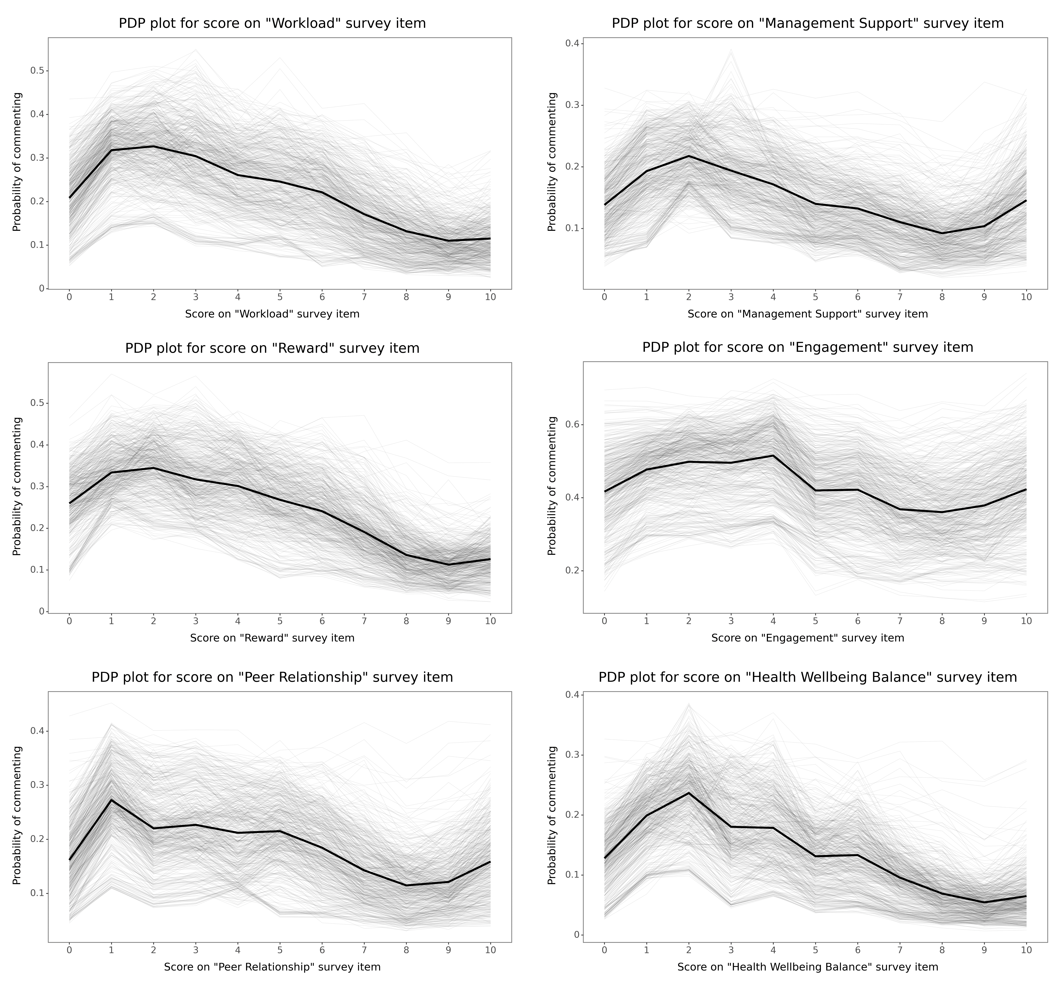 PDP plot for score on "Workload" survey item
Probability of commenting
0.5
0.4
0.3
0.2
0.1
0
0 1 2 3 4 5 6 7 8 9 10
Score on "Workload" survey item
PDP plot for score on "Management Support" survey item
Probability of commenting
0.4
0.3
0.2
0.1
0 1 2 3 4 5 6 7 8 9 10
Score on "Management Support" survey item
PDP plot for score on "Reward" survey item
Probability of commenting
0.5
0.4
0.3
0.2
0.1
0
0 1 2 3 4 5 6 7 8 9 10
Score on "Reward" survey item
PDP plot for score on "Engagement" survey item
Probability of commenting
0.6
0.4
0.2
0 1 2 3 4 5 6 7 8 9 10
Score on "Engagement" survey item
PDP plot for score on "Peer Relationship" survey item
Probability of commenting
0.4
0.3
0.2
0.1
0 1 2 3 4 5 6 7 8 9 10
Score on "Peer Relationship" survey item
PDP plot for score on "Health Wellbeing Balance" survey item
Probability of commenting
0.4
0.3
0.2
0.1
0
0 1 2 3 4 5 6 7 8 9 10
Score on "Health Wellbeing Balance" survey item